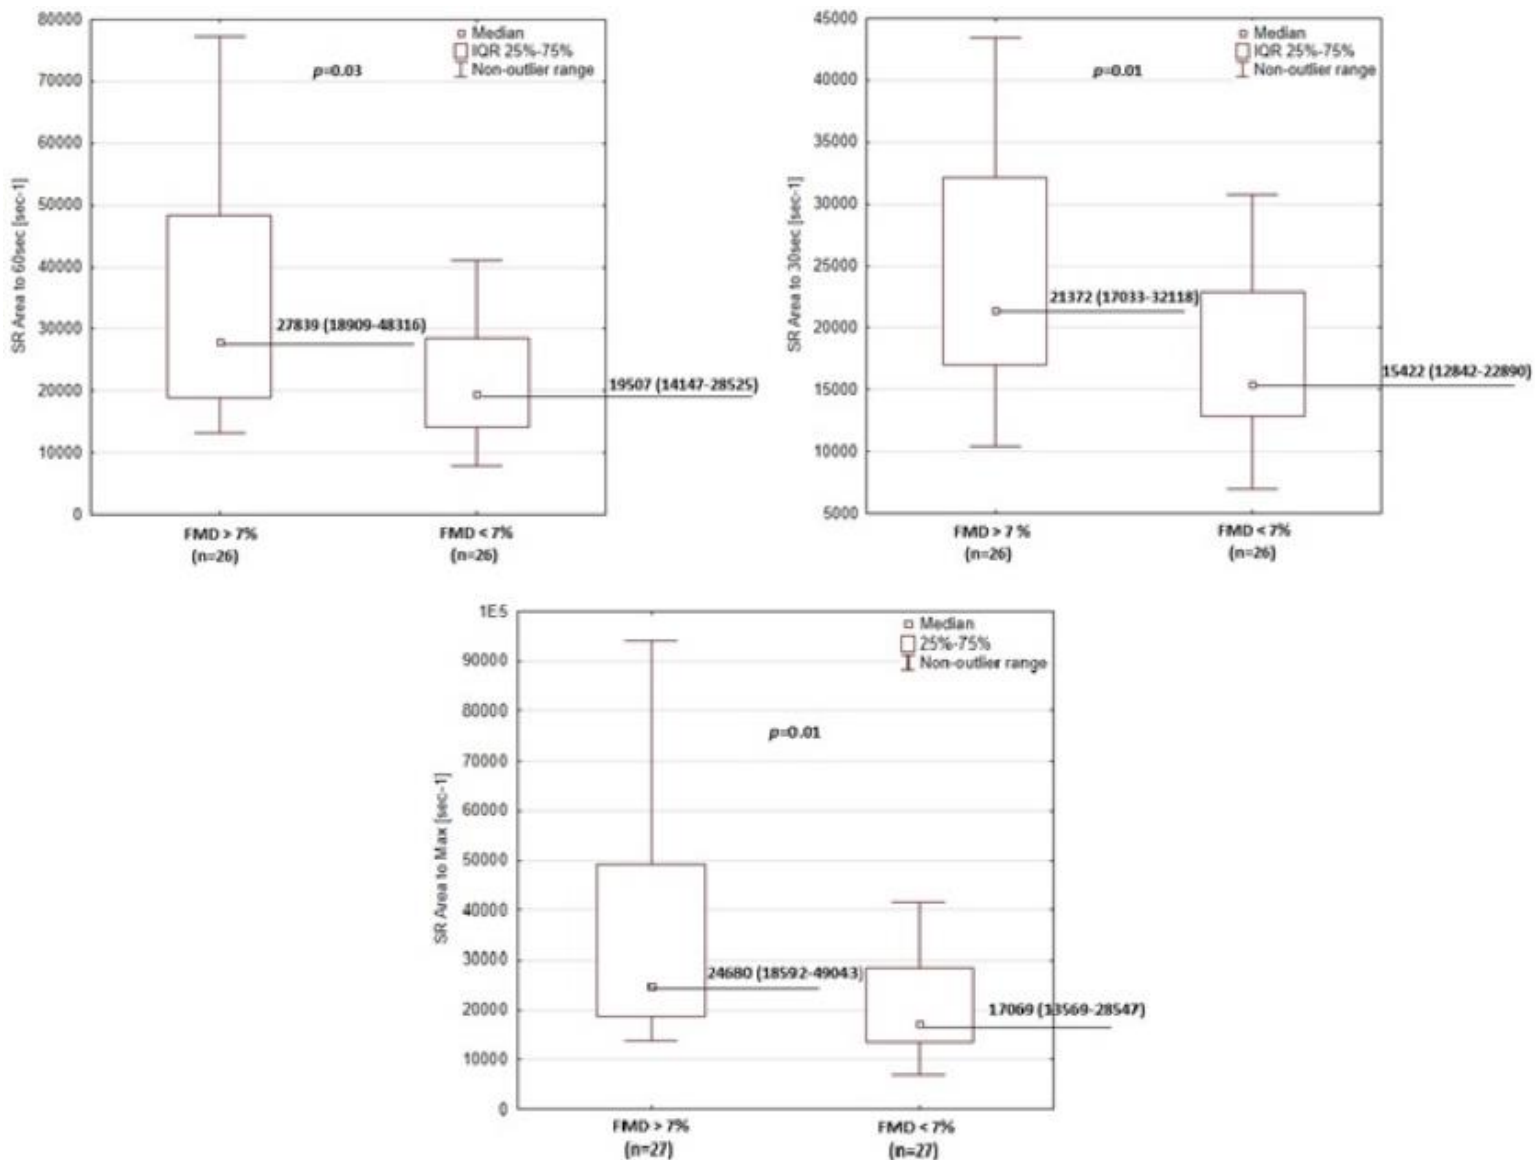 80000
70000
60000
50000
40000
30000
20000
10000
0
SR Area to 60sec [sec-1]
Median
IQR 25%-75%
Non-outlier range
p=0.03
27839 (18909-48316)
19507 (14147-28525)
FMD > 7%
(n=26)
FMD < 7%
(n=26)
45000
40000
35000
30000
25000
20000
15000
10000
5000
SR Area to 30sec [sec-1]
Median
IQR 25%-75%
Non-outlier range
p=0.01
21372 (17033-32118)
15422 (12842-22890)
FMD > 7 %
(n=26)
FMD < 7%
(n=26)
1E5
90000
80000
70000
60000
50000
40000
30000
20000
10000
0
SR Area to Max [sec-1]
Median
25%-75%
Non-outlier range
p=0.01
24680 (18592-49043)
17069 (13569-28547)
FMD > 7%
(n=27)
FMD < 7%
(n=27)